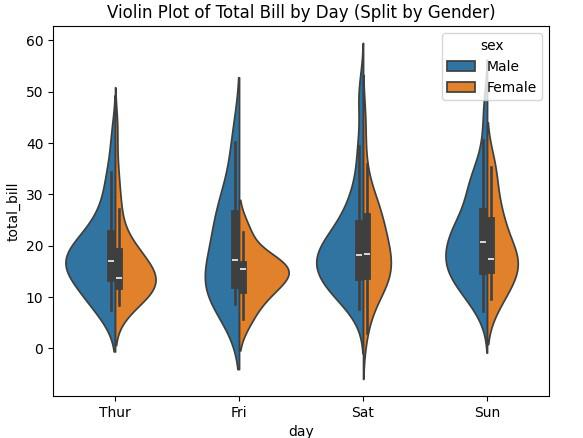 Violin Plot of Total Bill by Day (Split by Gender)
60
50
40
30
20
10
0
total_bill
sex
Male
Female
Thur Fri Sat Sun
day